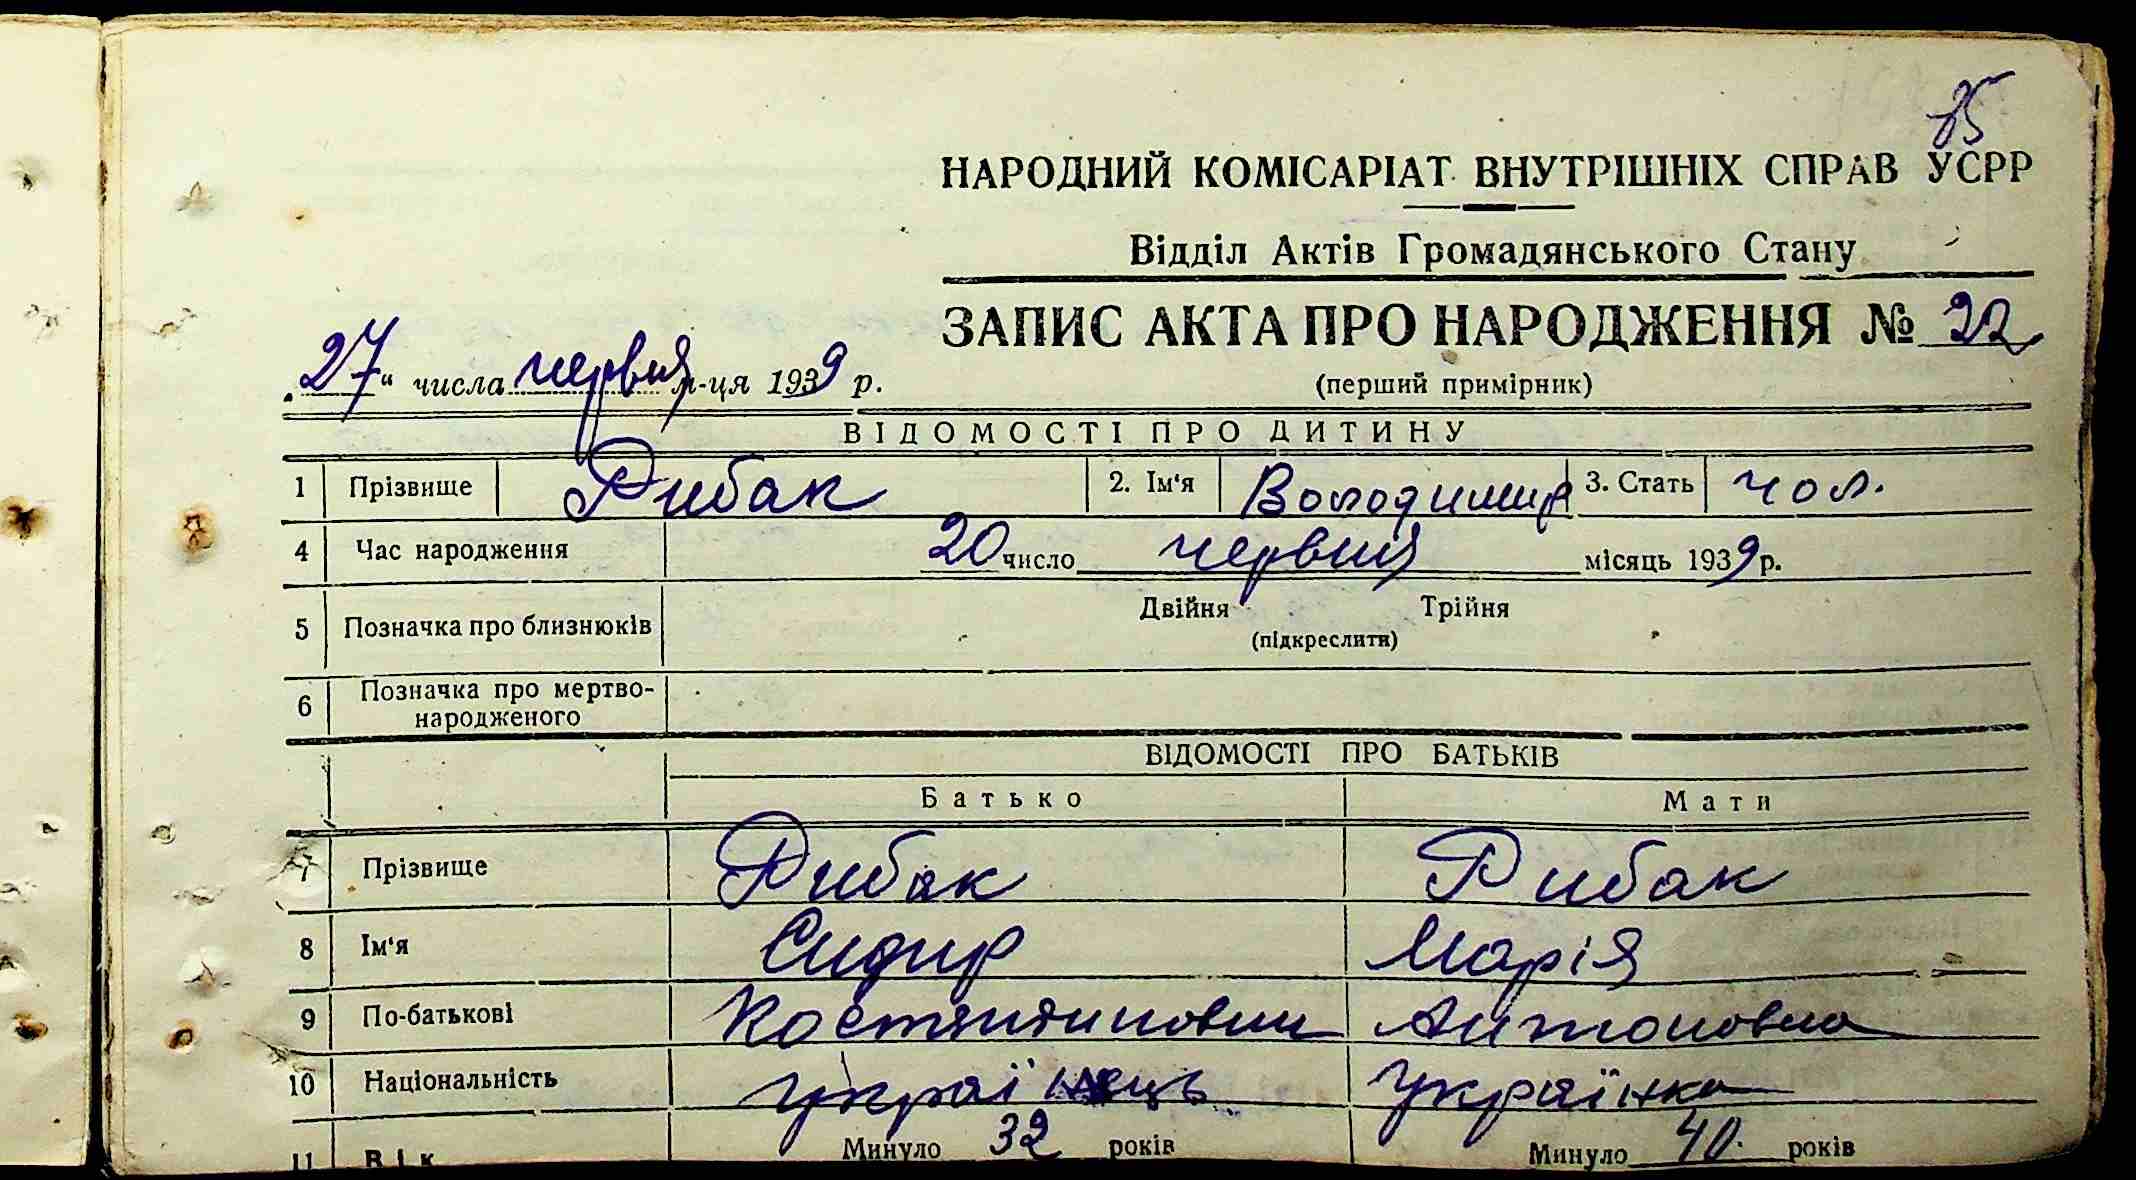 85
НАРОДНИЙ КОМІСАРІАТ ВНУТРІШНІХ СПРАВ УСРР
Відділ Актів Громадянського Стану
ЗАПИС АКТА ПРО НАРОДЖЕННЯ № 22
„27“ числа червня м-ця 1939 р.
(перший примірник)
ВІДОМОСТІ ПРО ДИТИНУ
1 Прізвище Рибак 2. Ім'я Володимир 3. Стать чол.
4 Час народження 20 число червня місяць 1939 р.
Двійня Трійня
5 Позначка про близнюків (підкреслити)
6 Позначка про мертво-
народженого
ВІДОМОСТІ ПРО БАТЬКІВ
Батько Мати
7 Прізвище Рибак Рибак
8 Ім'я Сидир Марія
9 По-батькові Костянтинович Антоновна
10 Національність українець Українка
11 Вік Минуло 32 років Минуло 40 років